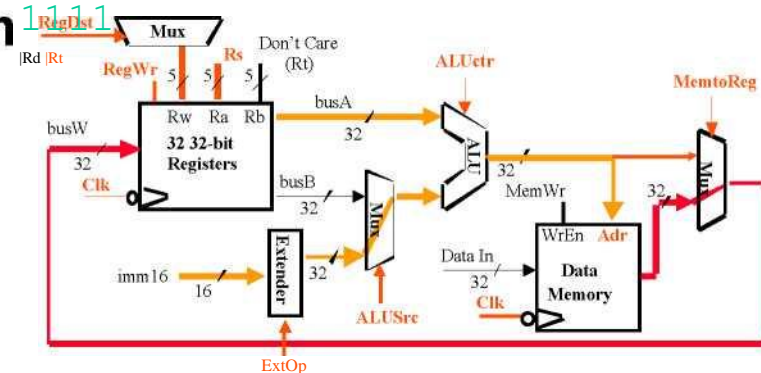 n
1111
RegDst
Mux
|Rd |Rt
Rs
Don't Care
(Rt)
RegWr
5
5
5
ALUctr
MemtoReg
Rw Ra Rb
busA
32
busW
32
32 32-bit
Registers
ALU
32
Mux
Clk
busB
32
Mux
MemWr
32
WrEn Adr
Extender
imm16
16
32
Data In
32
Data
Memory
Clk
ALUSrc
ExtOp